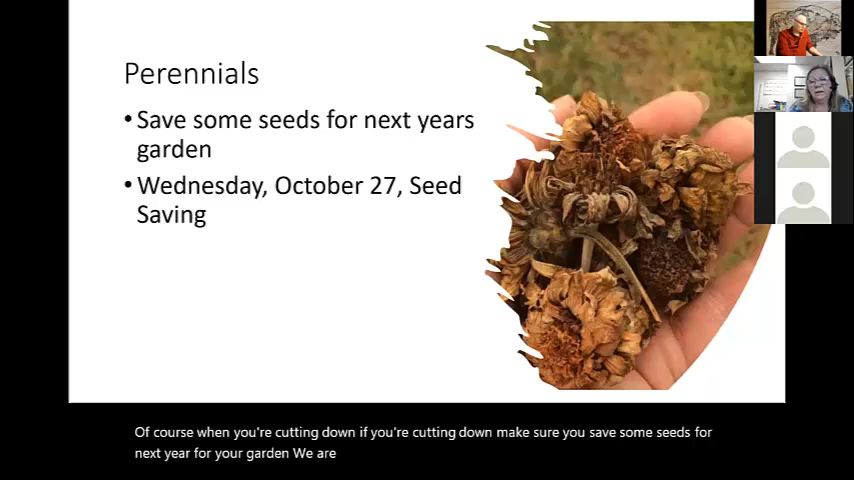 Perennials
•Save some seeds for next years
garden
•Wednesday, October 27, Seed
Saving
Of course when you're cutting down if you're cutting down make sure you save some seeds for
next year for your garden We are